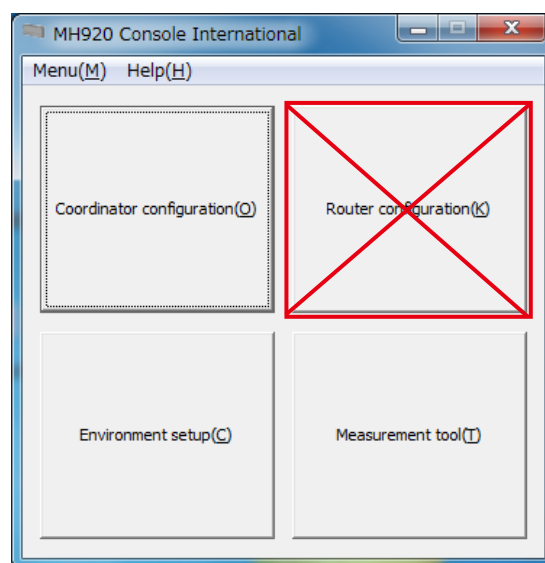 MH920 Console International
Menu(M) Help(H)
Coordinator configuration(O)
Router configuration(K)
Environment setup(C)
Measurement tool(T)